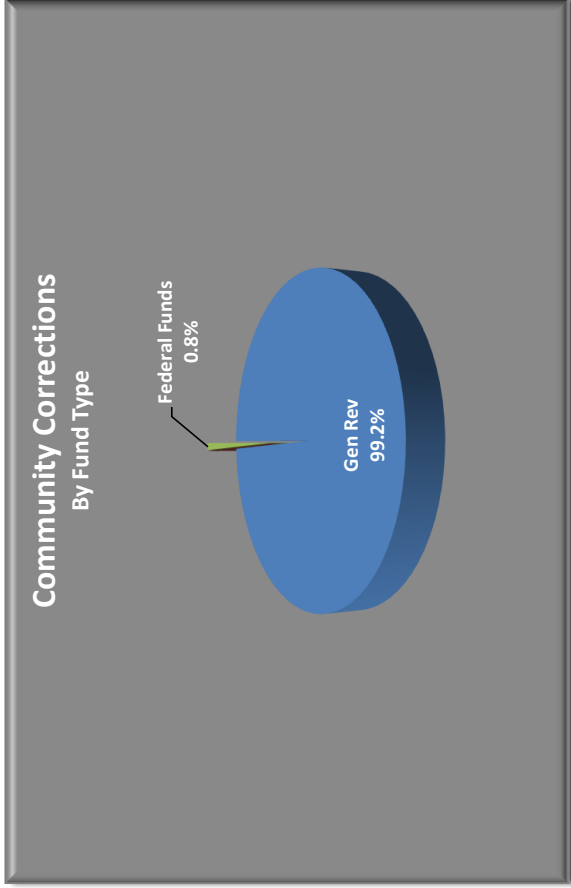 Community Corrections
By Fund Type
Federal Funds
0.8%
Gen Rev
99.2%